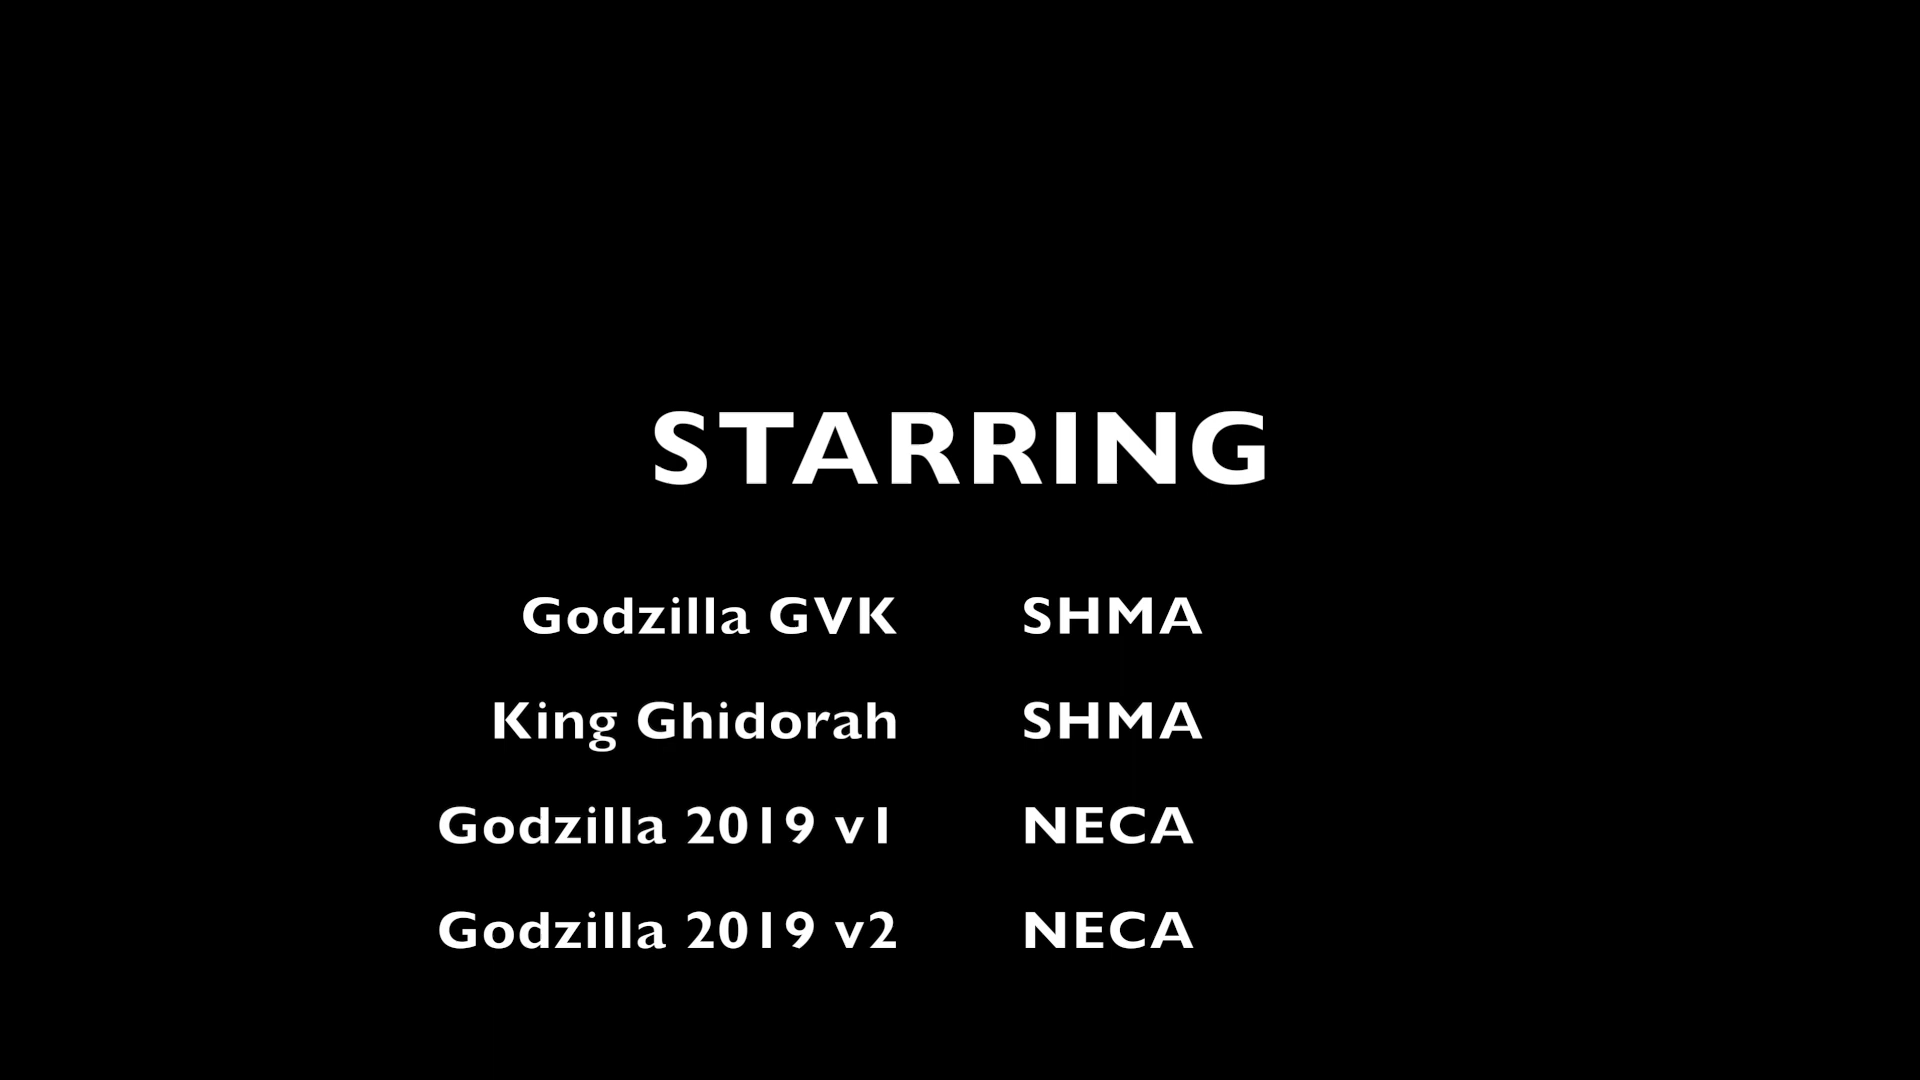 STARRING
Godzilla GVK SHMA
King Ghidorah SHMA
Godzilla 2019 v1 NECA
Godzilla 2019 v2 NECA